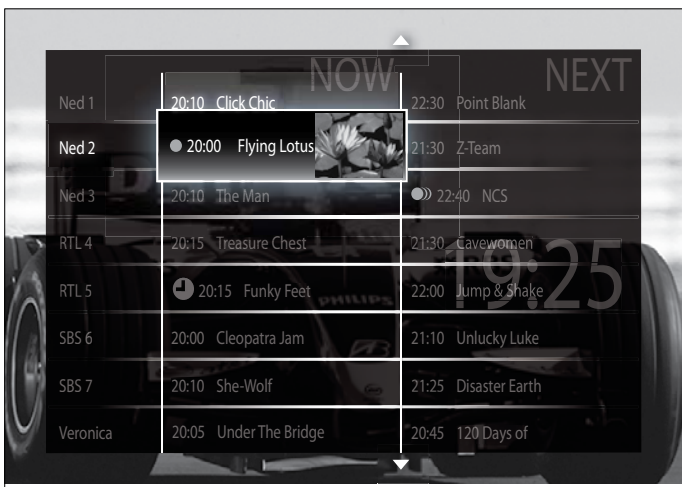 NOW NEXT
Ned 1 20:10 Click Chic 22:30 Point Blank
Ned 2 20:00 Flying Lotus 21:30 Z-Team
Ned 3 20:10 The Man 22:40 NCS
RTL 4 20:15 Treasure Chest 21:30 Cavewomen
19:25
RTL 5 20:15 Funky Feet 22:00 Jump & Shake
PHILIPS
SBS 6 20:00 Cleopatra Jam 21:10 Unlucky Luke
SBS 7 20:10 She-Wolf 21:25 Disaster Earth
Veronica 20:05 Under The Bridge 20:45 120 Days of